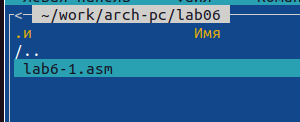 <— ~/work/arch-pc/lab06
.и Имя
/..
lab6-1.asm